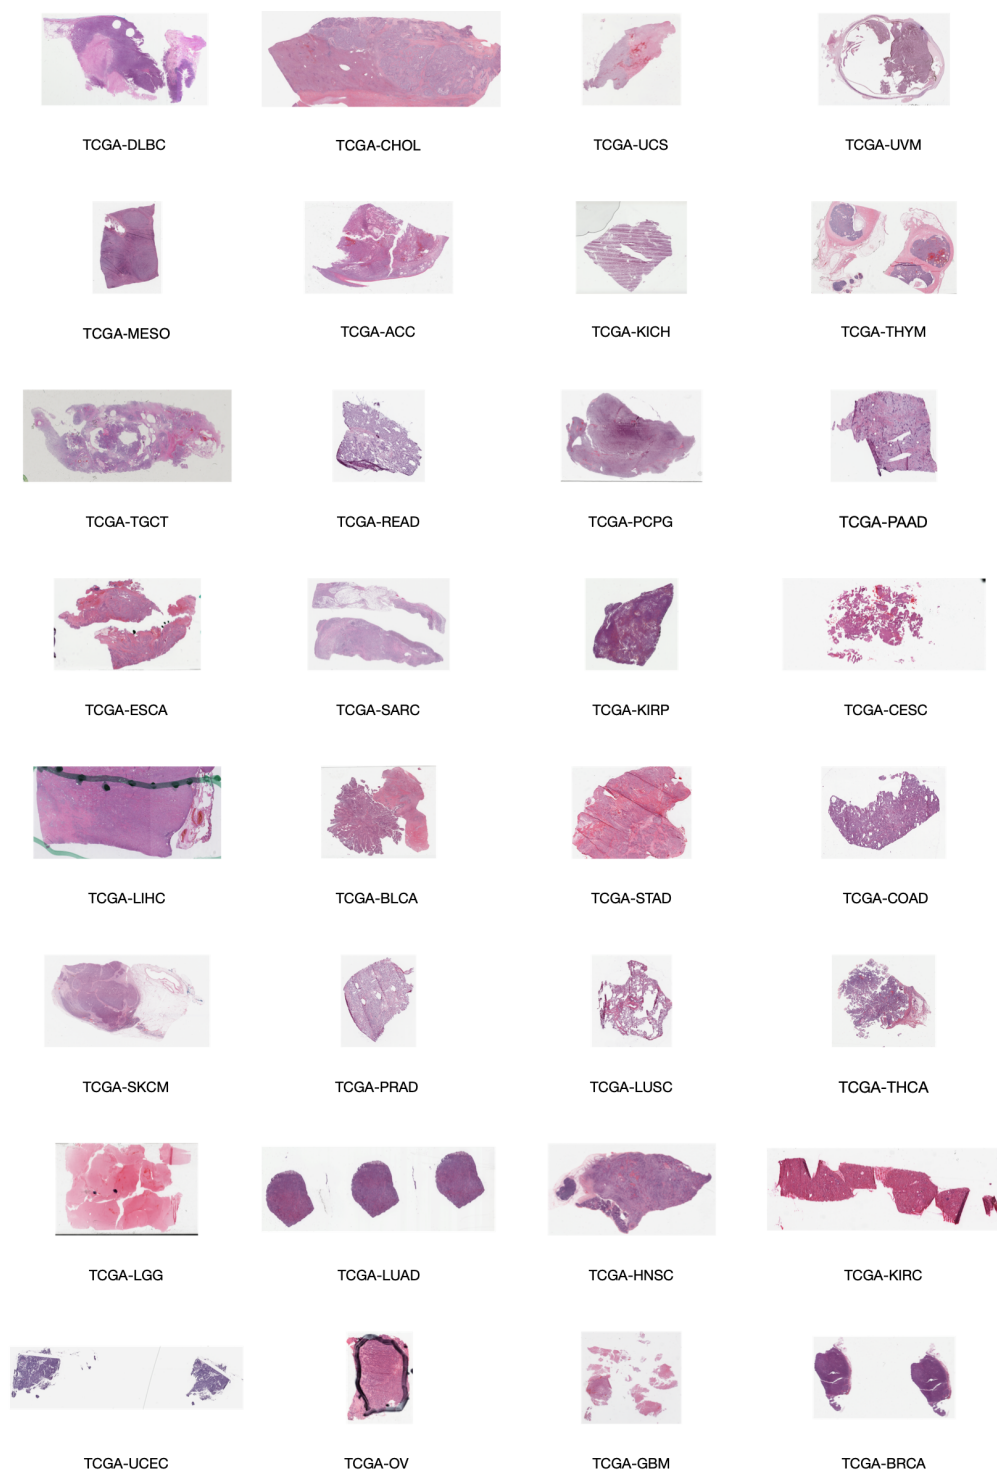 TCGA-DLBC
TCGA-CHOL
TCGA-UCS
TCGA-UVM
TCGA-MESO
TCGA-ACC
TCGA-KICH
TCGA-THYM
TCGA-TGCT
TCGA-READ
TCGA-PCPG
TCGA-PAAD
TCGA-ESCA
TCGA-SARC
TCGA-KIRP
TCGA-CESC
TCGA-LIHC
TCGA-BLCA
TCGA-STAD
TCGA-COAD
TCGA-SKCM
TCGA-PRAD
TCGA-LUSC
TCGA-THCA
TCGA-LGG
TCGA-LUAD
TCGA-HNSC
TCGA-KIRC
TCGA-UCEC
TCGA-OV
TCGA-GBM
TCGA-BRCA